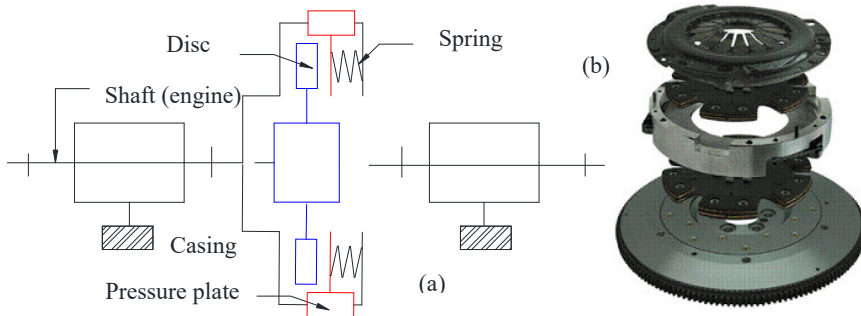 Disc
Spring
(b)
Shaft (engine)
Casing
(a)
Pressure plate